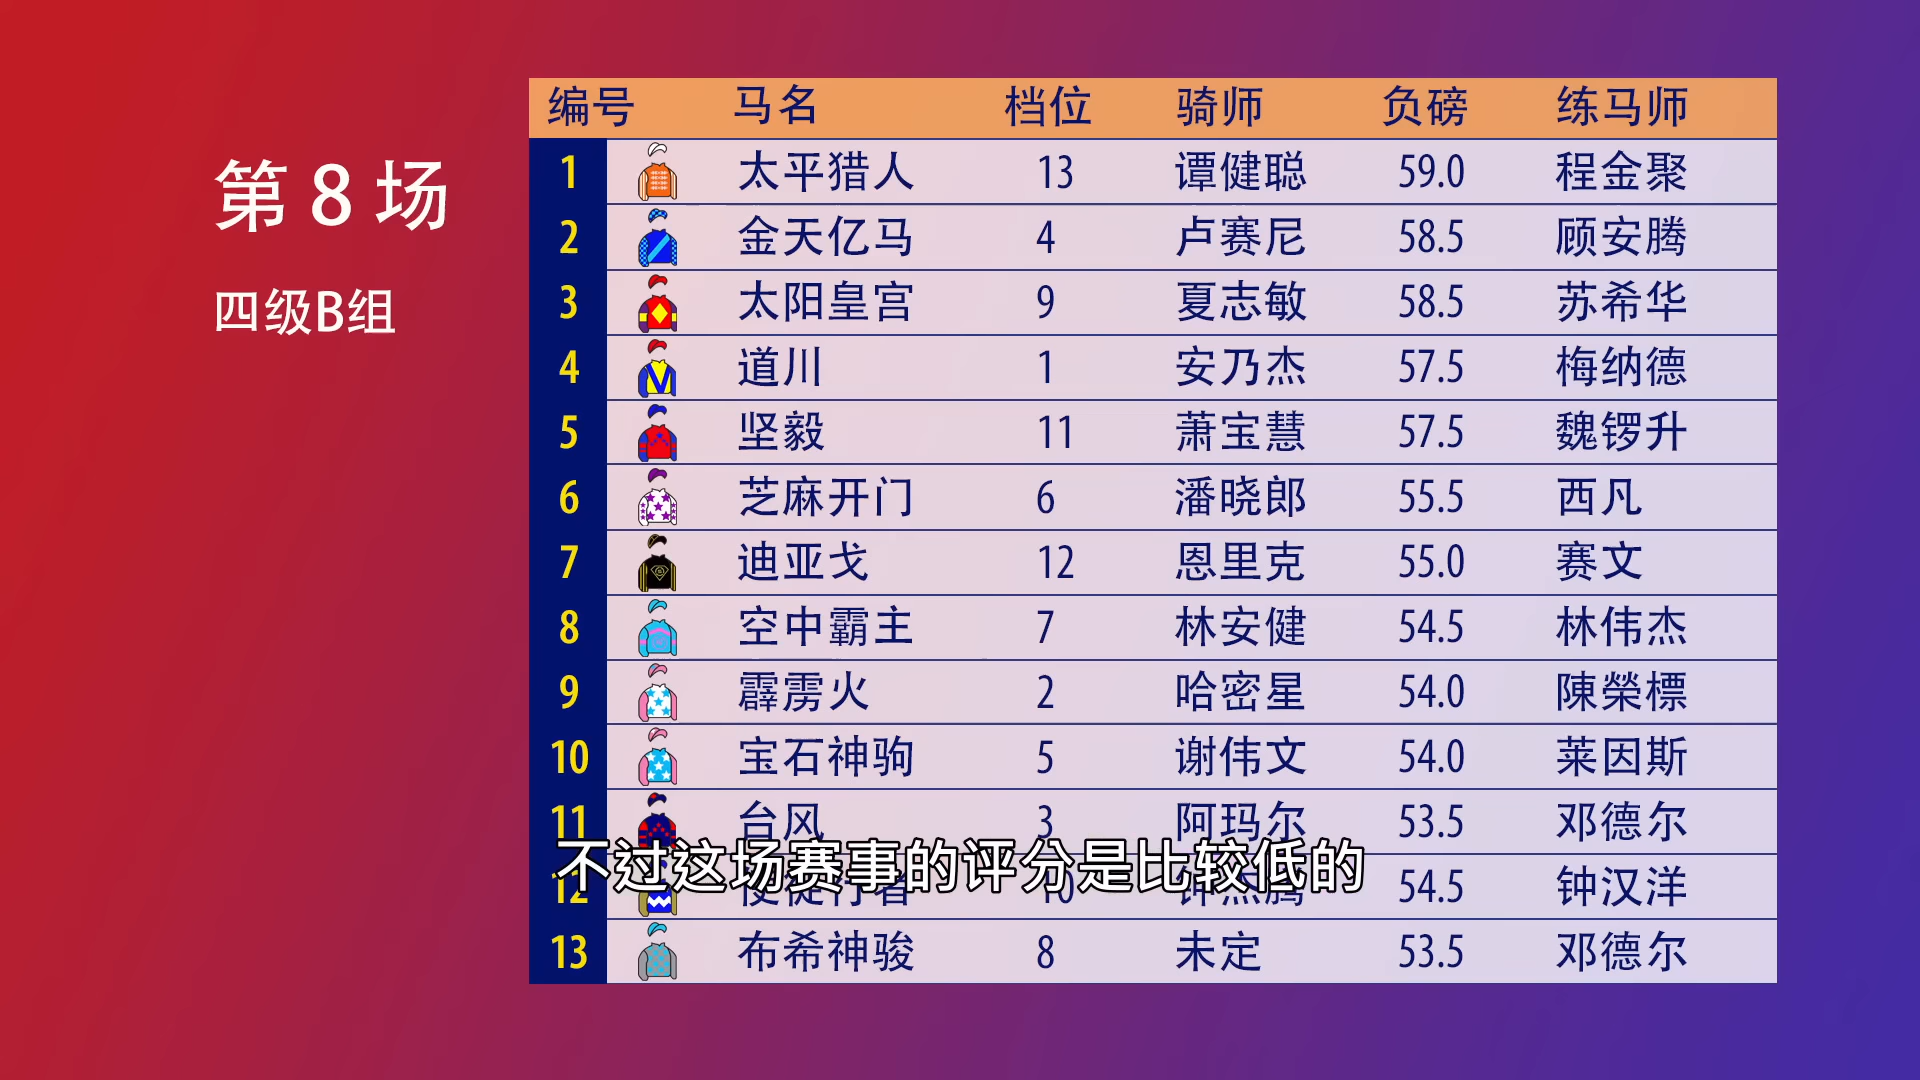 第 8 场
四级B组
编号 马名 档位 骑师 负磅 练马师
1 太平猎人 13 谭健聪 59.0 程金聚
2 金天亿马 4 卢赛尼 58.5 顾安腾
3 太阳皇宫 9 夏志敏 58.5 苏希华
4 道川 1 安乃杰 57.5 梅纳德
5 坚毅 11 萧宝慧 57.5 魏锣升
6 芝麻开门 6 潘晓郎 55.5 西凡
7 迪亚戈 12 恩里克 55.0 赛文
8 空中霸主 7 林安健 54.5 林伟杰
9 霹雳火 2 哈密星 54.0 陳榮標
10 宝石神驹 5 谢伟文 54.0 莱因斯
11 台风 3 阿玛尔 53.5 邓德尔
不过这场赛事的评分是比较低的
12 10 54.5 钟汉洋
13 布希神骏 8 未定 53.5 邓德尔